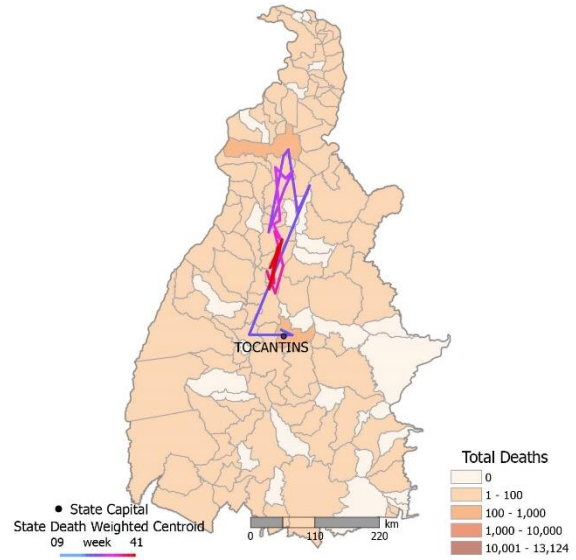 TOCANTINS
Total Deaths
0
1 - 100
100 - 1,000
1,000 - 10,000
10,001 - 13,124
State Capital
State Death Weighted Centroid
09 week 41
0 110 220
km